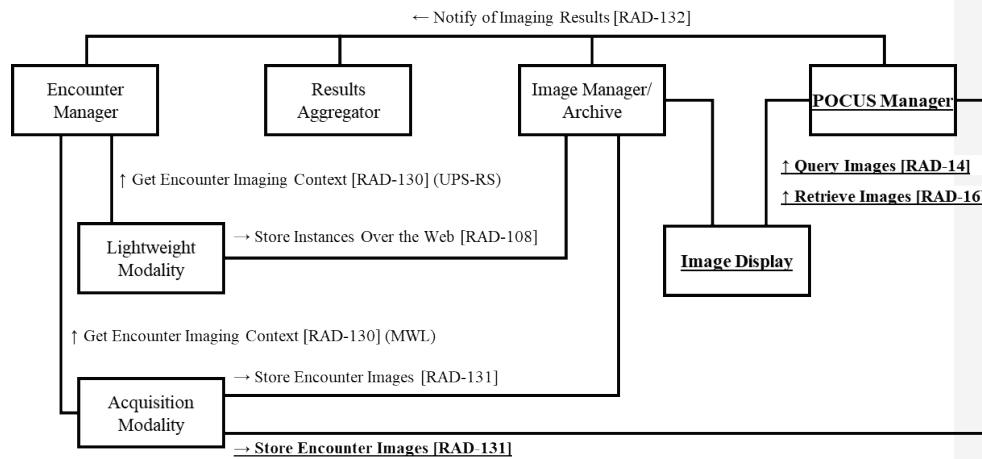 ← Notify of Imaging Results [RAD-132]
Encounter
Manager
Results
Aggregator
Image Manager/
Archive
POCUS Manager
↑ Query Images [RAD-14]
↑ Retrieve Images [RAD-16
↑ Get Encounter Imaging Context [RAD-130] (UPS-RS)
Lightweight
Modality
→ Store Instances Over the Web [RAD-108]
Image Display
↑ Get Encounter Imaging Context [RAD-130] (MWL)
Acquisition
Modality
→ Store Encounter Images [RAD-131]
→ Store Encounter Images [RAD-131]